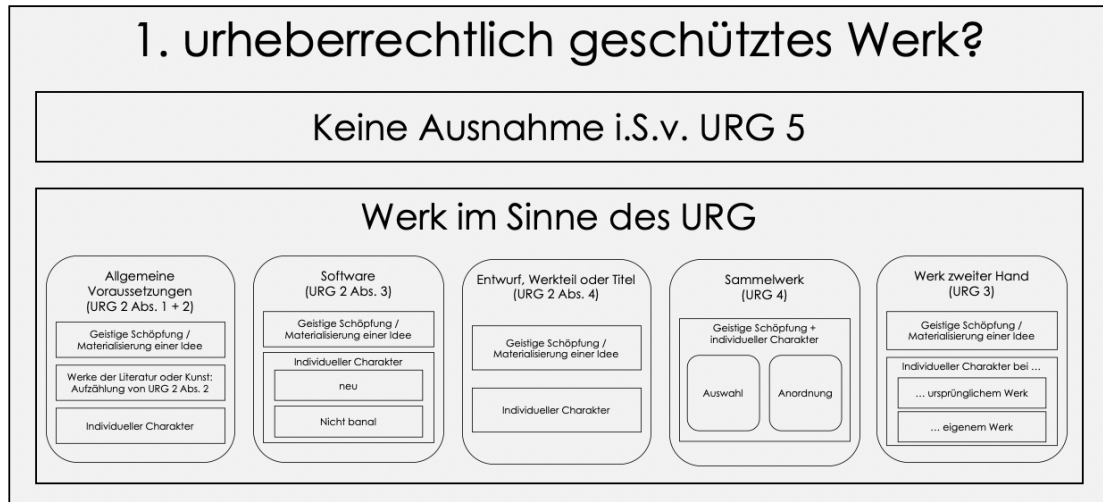 1. urheberrechtlich geschütztes Werk?
Keine Ausnahme i.S.v. URG 5
Werk im Sinne des URG
Allgemeine
Voraussetzungen
(URG 2 Abs. 1 + 2)
Geistige Schöpfung /
Materialisierung einer Idee
Werke der Literatur oder Kunst:
Aufzählung von URG 2 Abs. 2
Individueller Charakter
Software
(URG 2 Abs. 3)
Geistige Schöpfung /
Materialisierung einer Idee
Individueller Charakter
neu
Nicht banal
Entwurf, Werkteil oder Titel
(URG 2 Abs. 4)
Geistige Schöpfung /
Materialisierung einer Idee
Individueller Charakter
Sammelwerk
(URG 4)
Geistige Schöpfung +
individueller Charakter
Auswahl
Anordnung
Werk zweiter Hand
(URG 3)
Geistige Schöpfung /
Materialisierung einer Idee
Individueller Charakter bei ...
... ursprünglichem Werk
... eigenem Werk